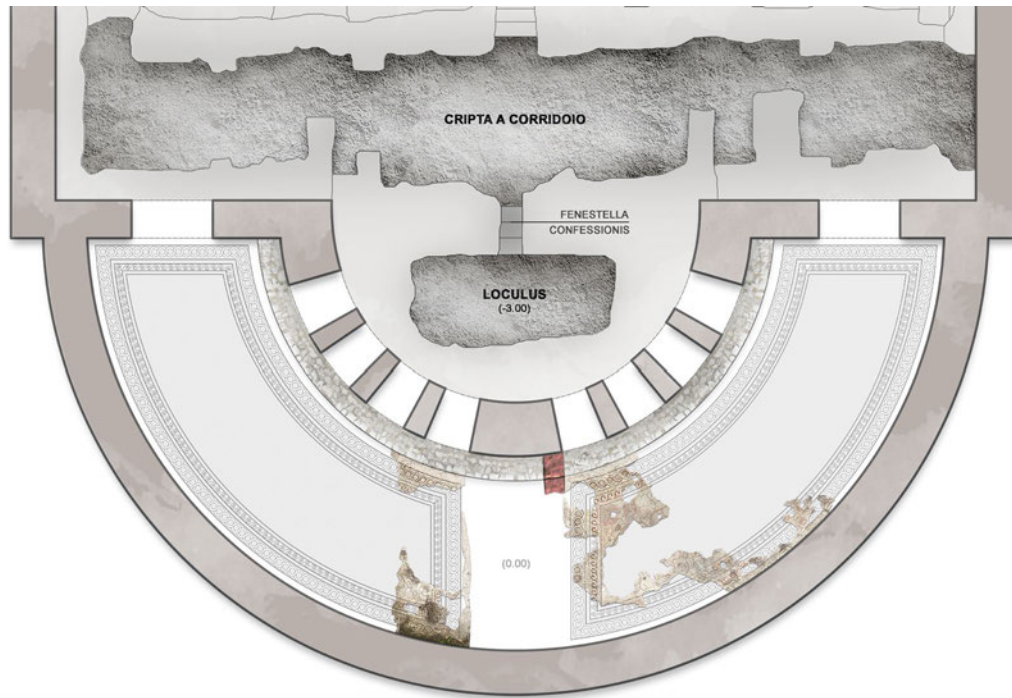 CRIPTA A CORRIDOIO
FENESTELLA
CONFESSIONIS
LOCULUS
(-3.00)
(0.00)